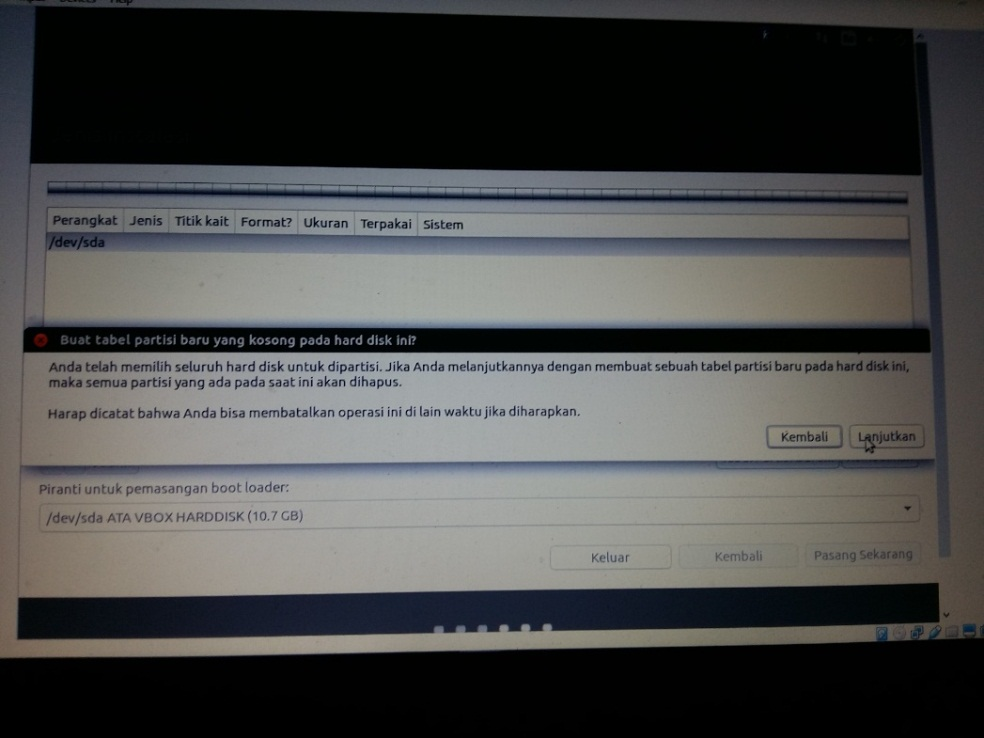 Help
Perangkat Jenis Titik kait Format? Ukuran Terpakai Sistem
/dev/sda
Buat tabel partisi baru yang kosong pada hard disk ini?
Anda telah memilih seluruh hard disk untuk dipartisi. Jika Anda melanjutkannya dengan membuat sebuah tabel partisi baru pada hard disk ini,
maka semua partisi yang ada pada saat ini akan dihapus.
Harap dicatat bahwa Anda bisa membatalkan operasi ini di lain waktu jika diharapkan.
Kembali Lanjutkan
Piranti untuk pemasangan boot loader:
/dev/sda ATA VBOX HARDDISK (10.7 GB)
Keluar Kembali Pasang Sekarang